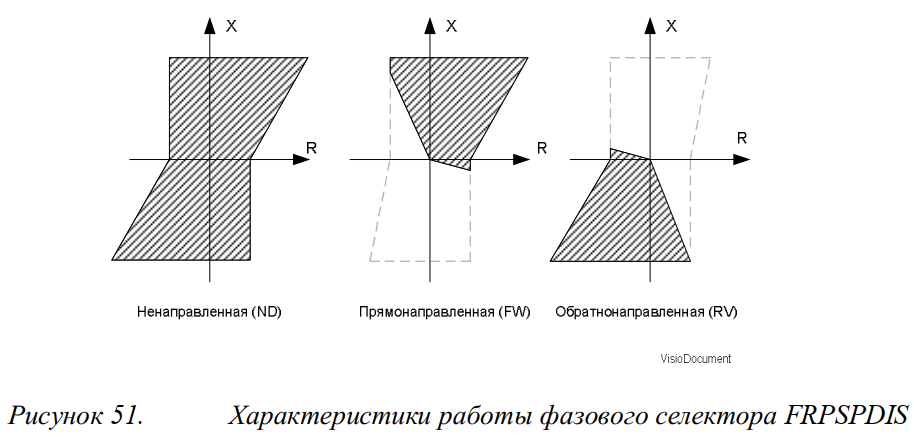 X X X
R R R
Ненаправленная (ND) Прямонаправленная (FW) Обратнонаправленная (RV)
VisioDocument
Рисунок 51. Характеристики работы фазового селектора FRPSPDIS